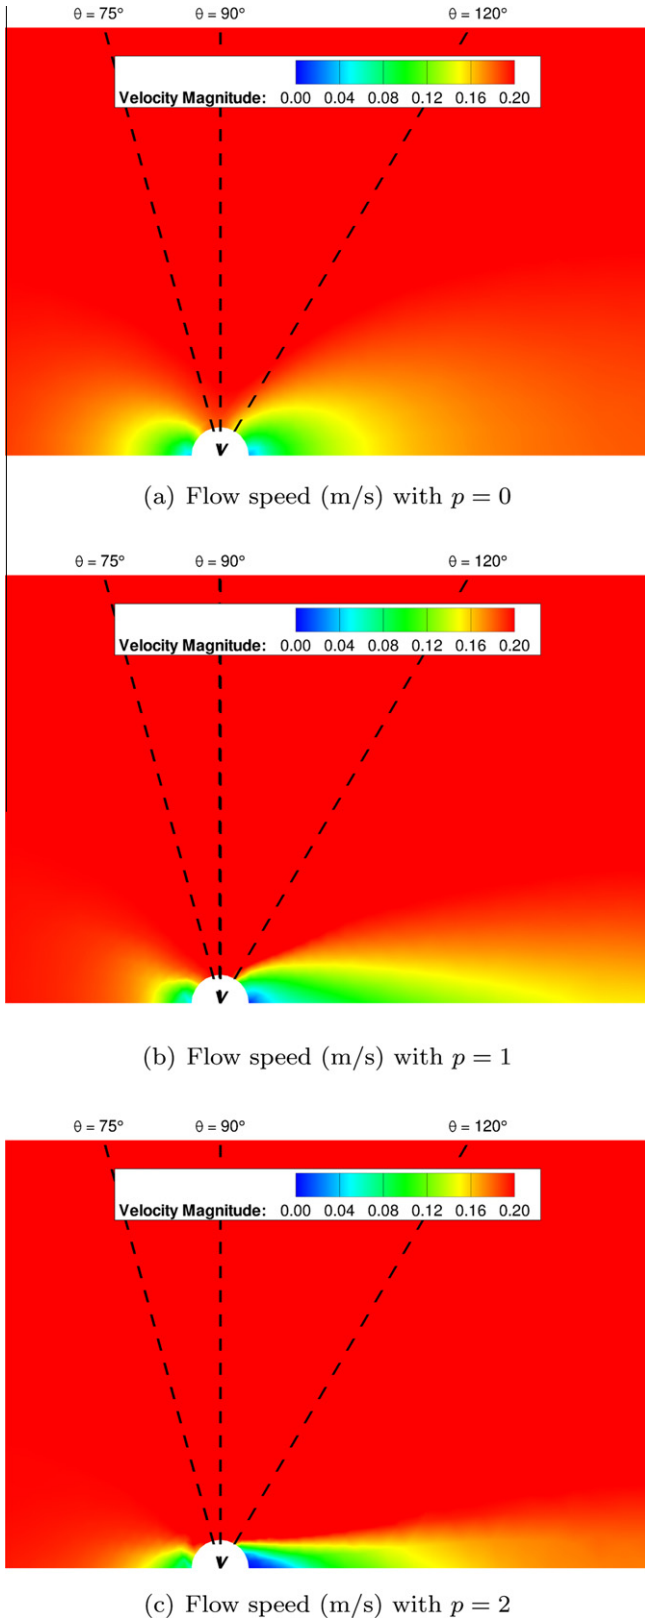 θ = 75° θ = 90° θ = 120°
Velocity Magnitude: 0.00 0.04 0.08 0.12 0.16 0.20
v
(a) Flow speed (m/s) with p = 0
θ = 75° θ = 90° θ = 120°
Velocity Magnitude: 0.00 0.04 0.08 0.12 0.16 0.20
v
(b) Flow speed (m/s) with p = 1
θ = 75° θ = 90° θ = 120°
Velocity Magnitude: 0.00 0.04 0.08 0.12 0.16 0.20
v
(c) Flow speed (m/s) with p = 2